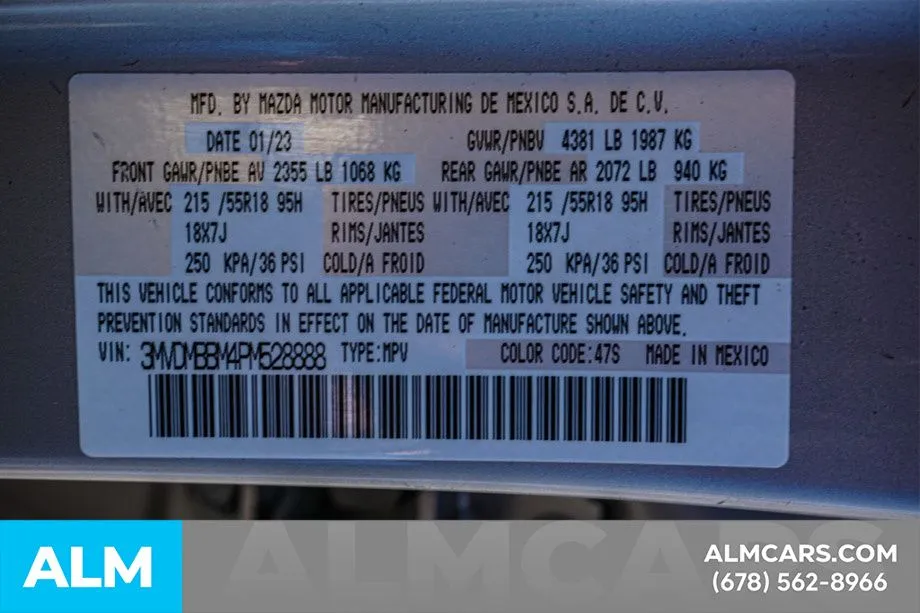 MFD. BY MAZDA MOTOR MANUFACTURING DE MEXICO S.A. DE C.V.
DATE 01/23 GVWR/PNBV 4381 LB 1987 KG
FRONT GAWR/PNBE AV 2355 LB 1068 KG REAR GAWR/PNBE AR 2072 LB 940 KG
WITH/AVEC 215 /55R18 95H TIRES/PNEUS WITH/AVEC 215 /55R18 95H TIRES/PNEUS
18X7J RIMS/JANTES 18X7J RIMS/JANTES
250 KPA/36 PSI COLD/A FROID 250 KPA/36 PSI COLD/A FROID
THIS VEHICLE CONFORMS TO ALL APPLICABLE FEDERAL MOTOR VEHICLE SAFETY AND THEFT
PREVENTION STANDARDS IN EFFECT ON THE DATE OF MANUFACTURE SHOWN ABOVE.
VIN: 3MVDMBBM4PM528888 TYPE:MPV COLOR CODE:47S MADE IN MEXICO
ALM ALMCARS ALMCARS.COM
(678) 562-8966